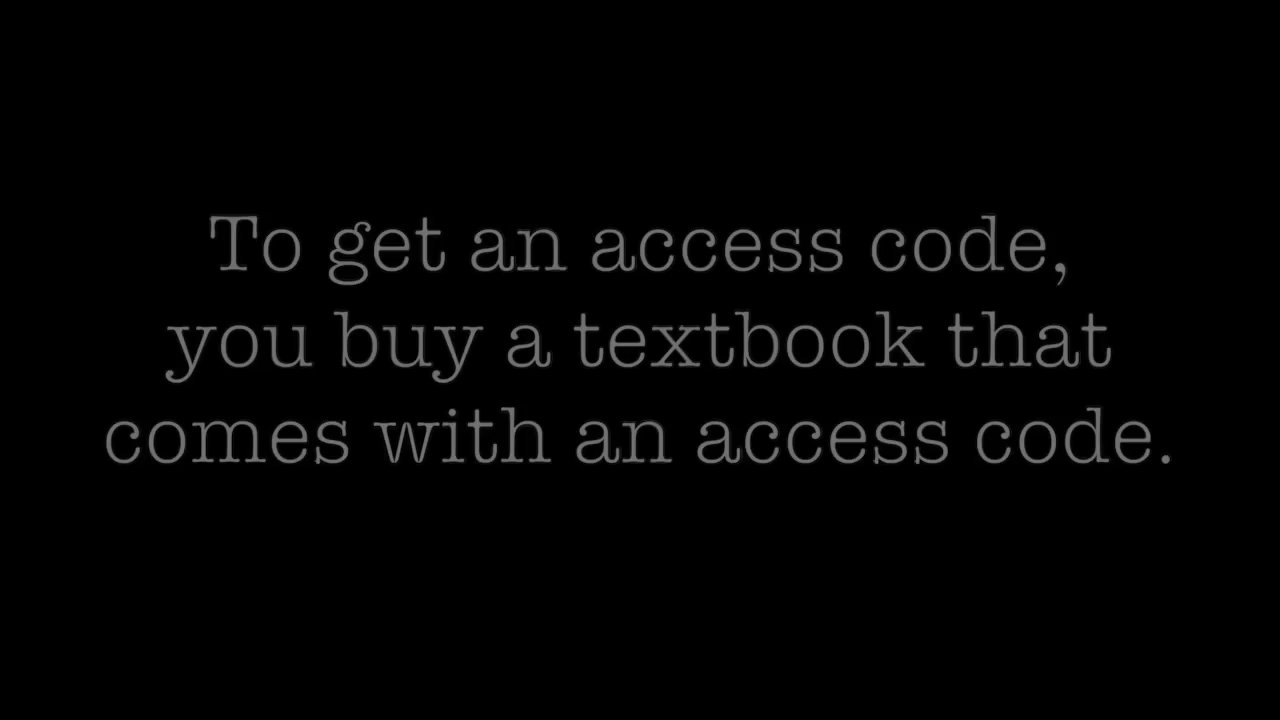 To get an access code,
you buy a textbook that
comes with an access code.